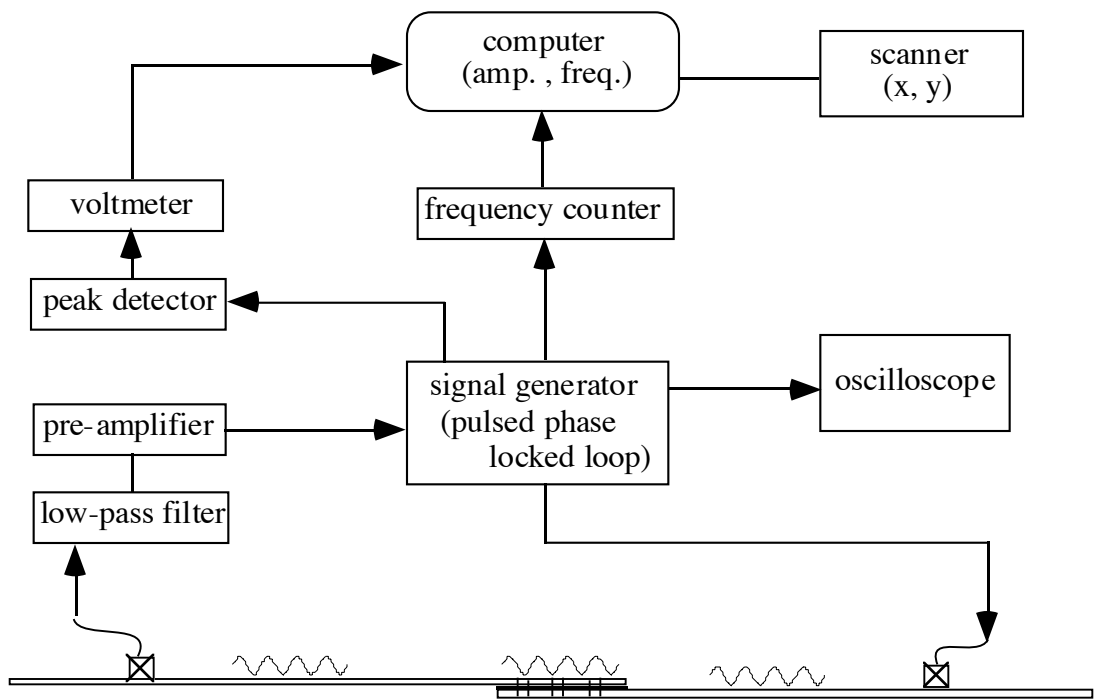 computer
(amp. , freq.)
scanner
(x, y)
voltmeter
frequency counter
peak detector
signal generator
(pulsed phase
locked loop)
oscilloscope
pre-amplifier
low-pass filter